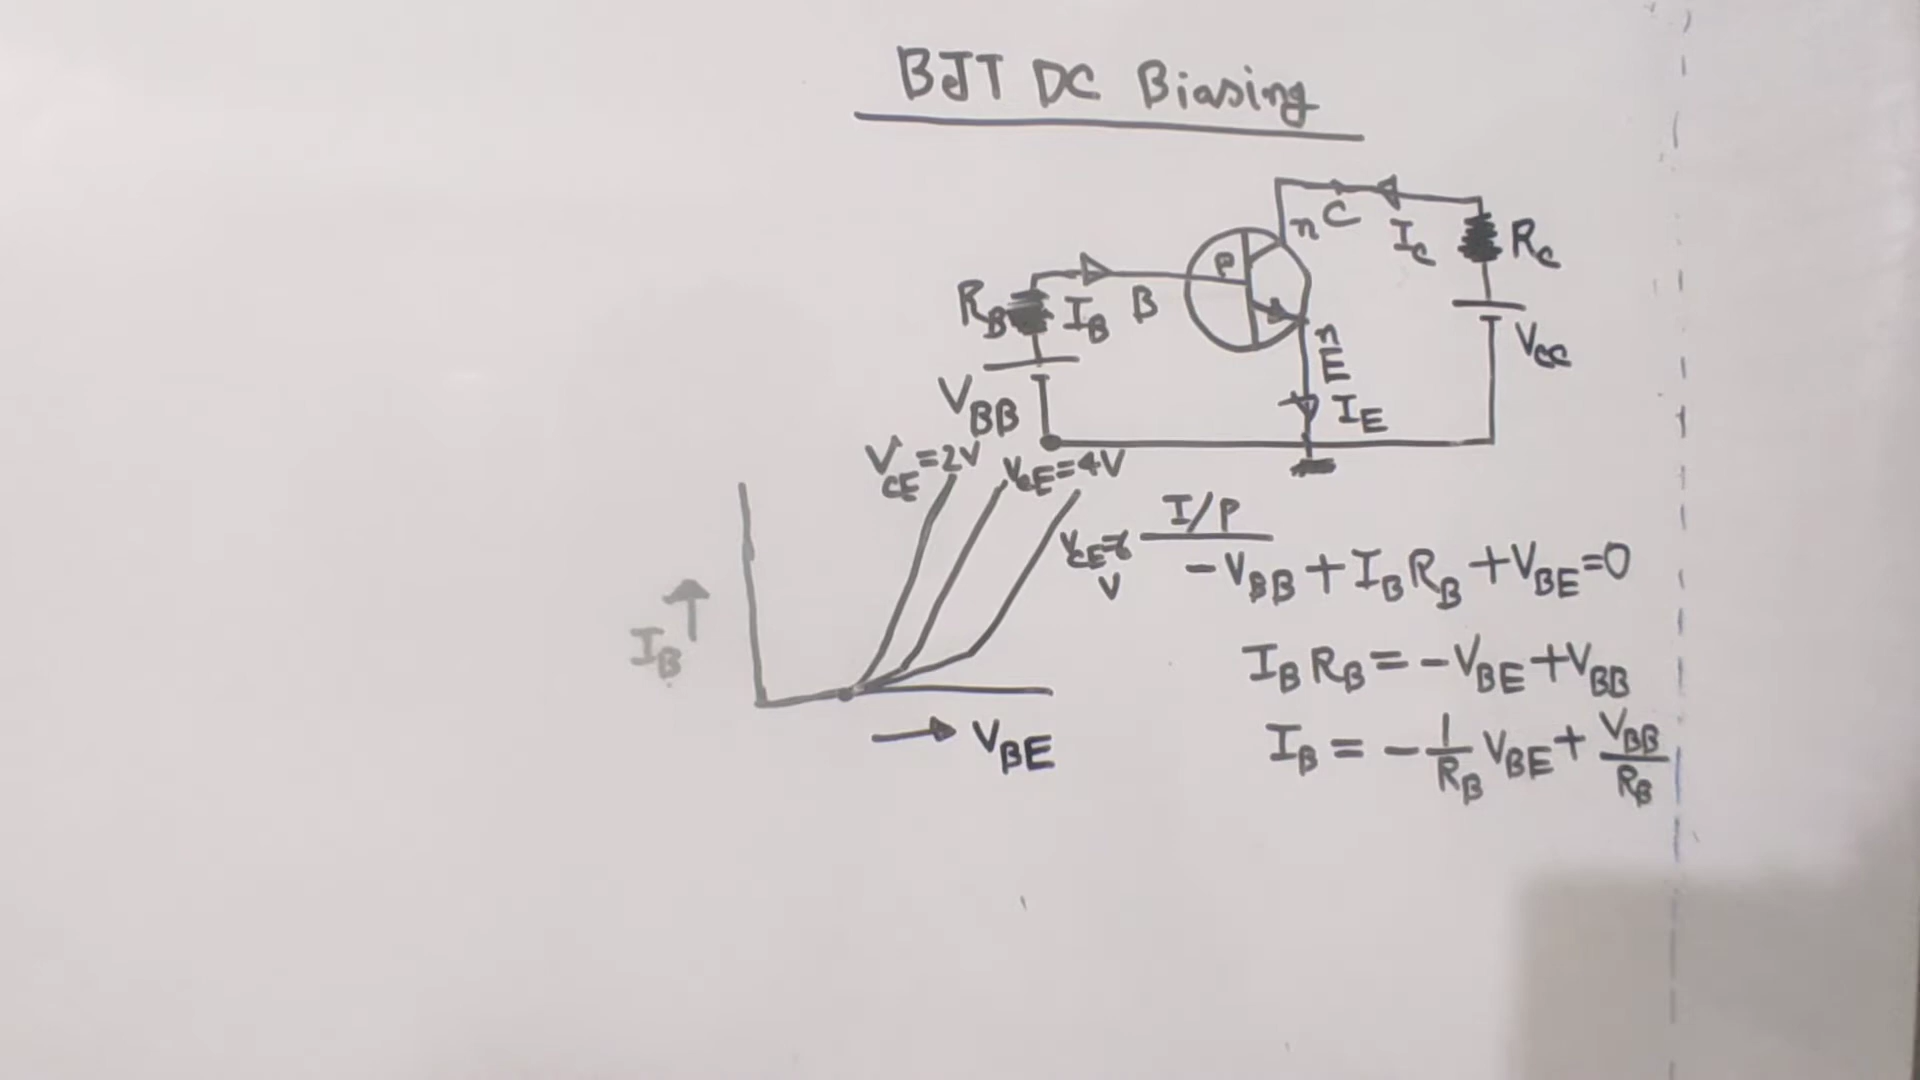 BJT DC Biasing
n C I_C R_C
P
R_B I_B B
n
E
V_CC
V_BB
I_E
V_CE=2V V_CE=4V
I/P
V_CE=6
V
-V_BB+I_B R_B+V_BE=0
I_B
I_B R_B=-V_BE+V_BB
V_BE
I_B = -1/R_B V_BE+V_BB/R_B